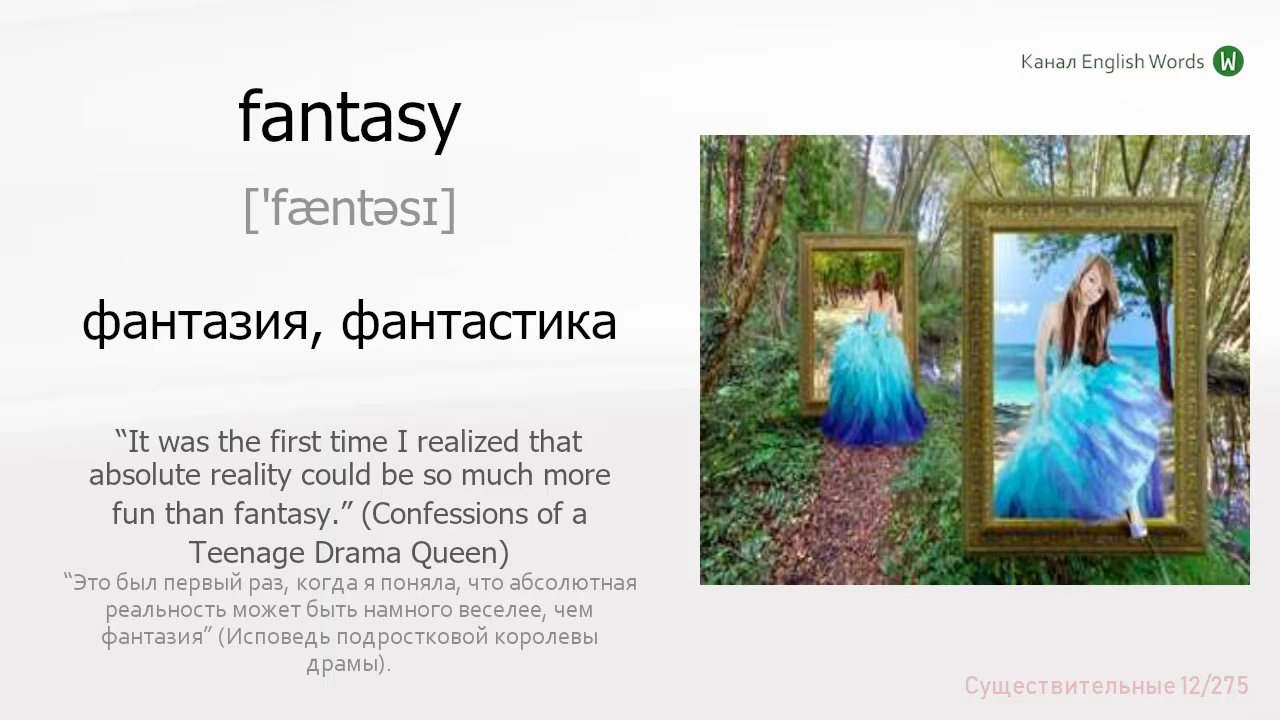 Канал English Words W
fantasy
['fæntəsɪ]
фантазия, фантастика
“It was the first time I realized that
absolute reality could be so much more
fun than fantasy.” (Confessions of a
Teenage Drama Queen)
“Это был первый раз, когда я поняла, что абсолютная
реальность может быть намного веселее, чем
фантазия” (Исповедь подростковой королевы
драмы).
Существительные 12/275